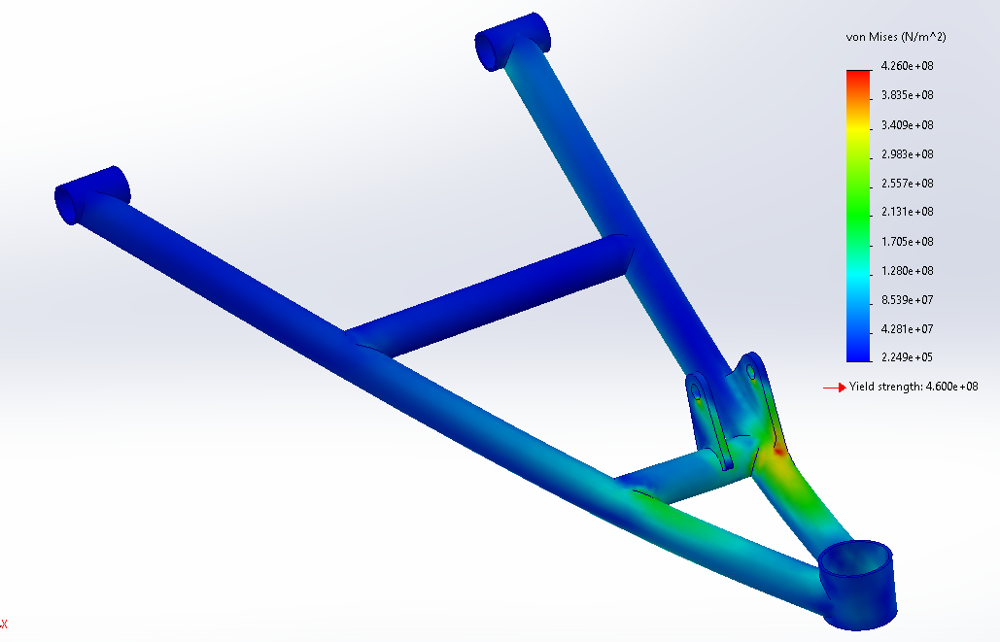 von Mises (N/m^2)
4.260e+08
3.835e+08
3.409e+08
2.983e+08
2.557e+08
2.131e+08
1.705e+08
1.280e+08
8.539e+07
4.281e+07
2.249e+05
Yield strength: 4.600e+08
X